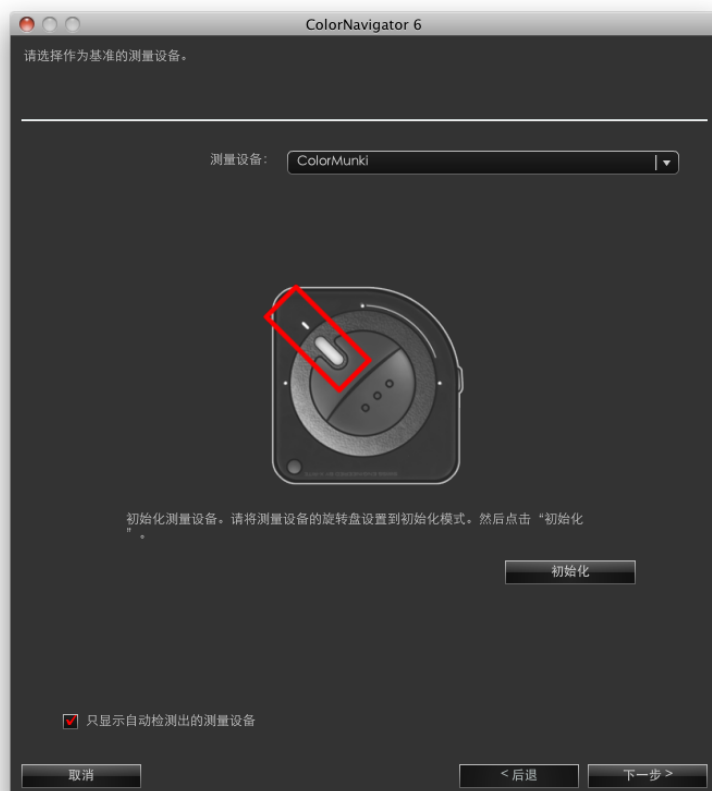 ColorNavigator 6
请选择作为基准的测量设备。
测量设备： ColorMunki
初始化测量设备。请将测量设备的旋转盘设置到初始化模式。然后点击“初始化
”。
初始化
只显示自动检测出的测量设备
取消 <后退 下一步>